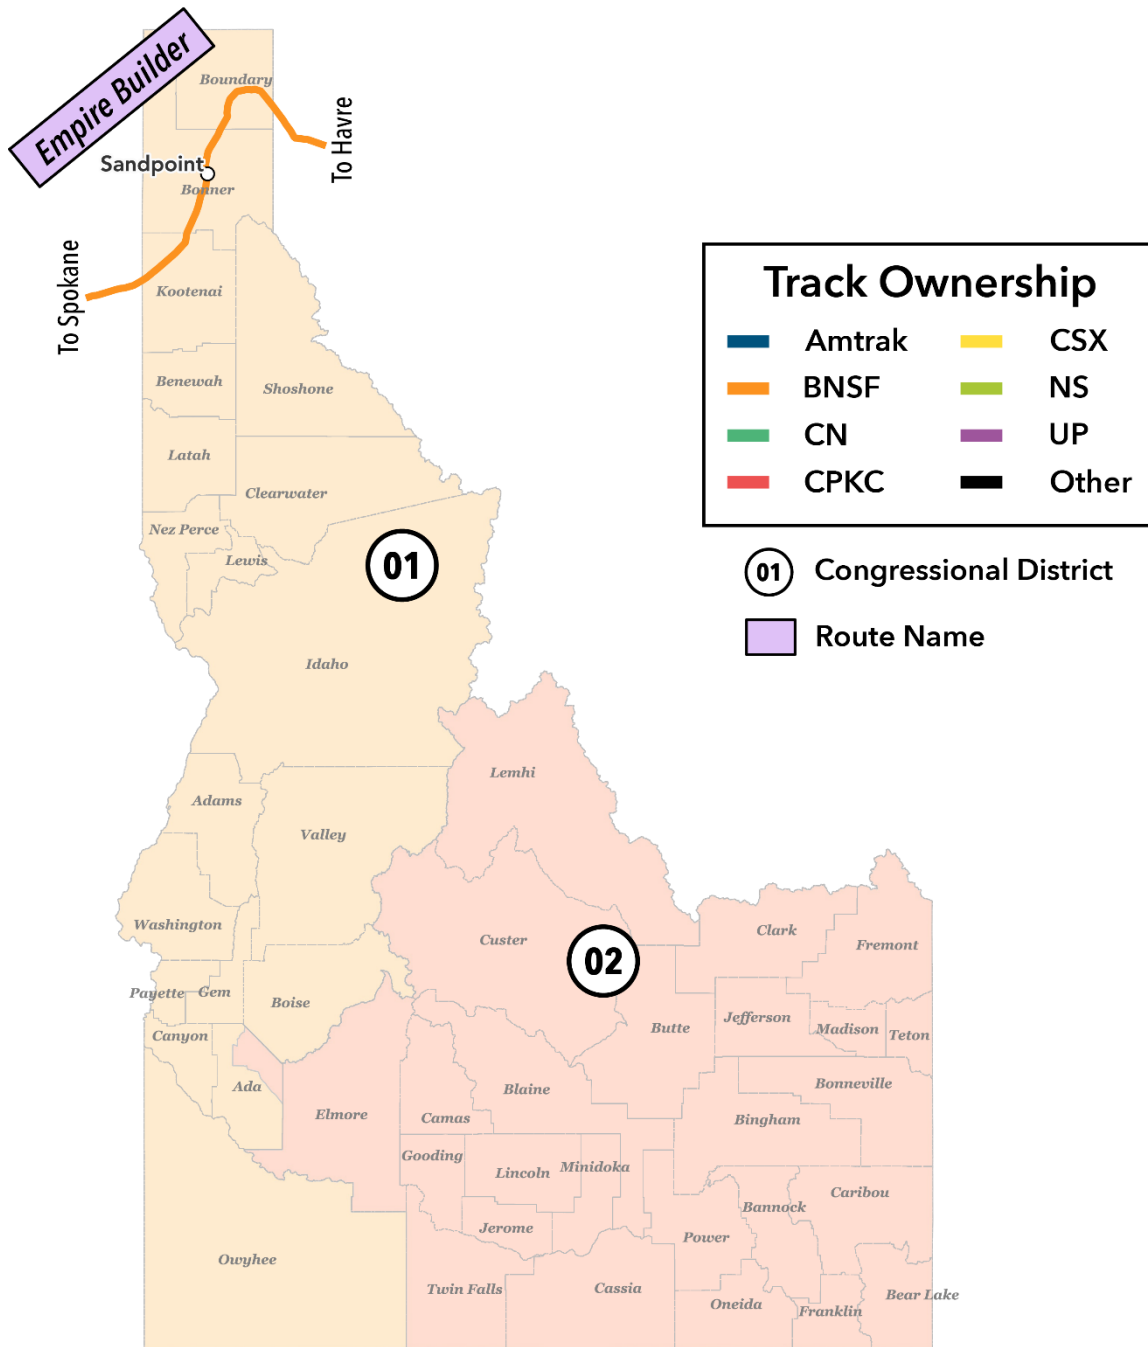 Empire Builder
Boundary
To Havre
Sandpoint
Bonner
To Spokane
Kootenai
Benewah
Shoshone
Latah
Clearwater
Nez Perce
Lewis
01
Idaho
Track Ownership
Amtrak CSX
BNSF NS
CN UP
CPKC Other
01 Congressional District
Route Name
Lemhi
Adams
Valley
Washington
Custer
02
Clark
Fremont
Payette
Gem
Boise
Butte
Jefferson
Madison
Teton
Canyon
Ada
Elmore
Blaine
Camas
Bonneville
Bingham
Gooding
Lincoln
Minidoka
Jerome
Power
Bannock
Caribou
Owyhee
Twin Falls
Cassia
Oneida
Franklin
Bear Lake